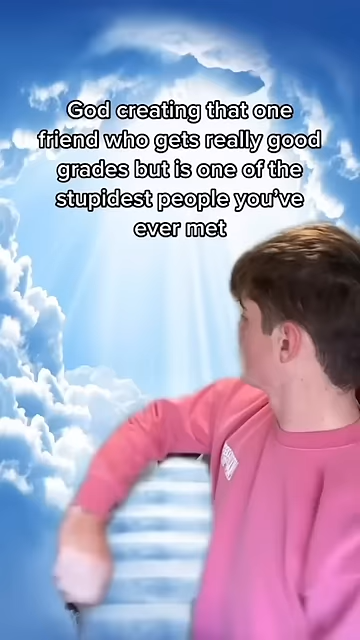 God creating that one
friend who gets really good
grades but is one of the
stupidest people you've
ever met